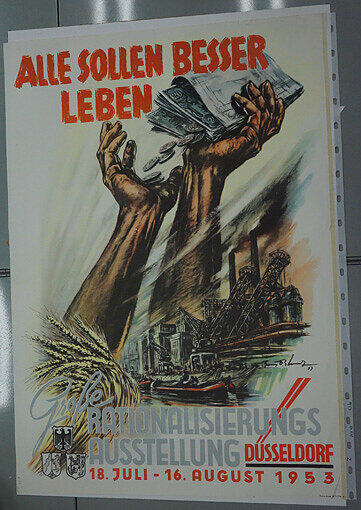 ALLE SOLLEN BESSER
LEBEN
Große
RATIONALISIERUNGS
AUSSTELLUNG DÜSSELDORF
18. JULI - 16. AUGUST 1953